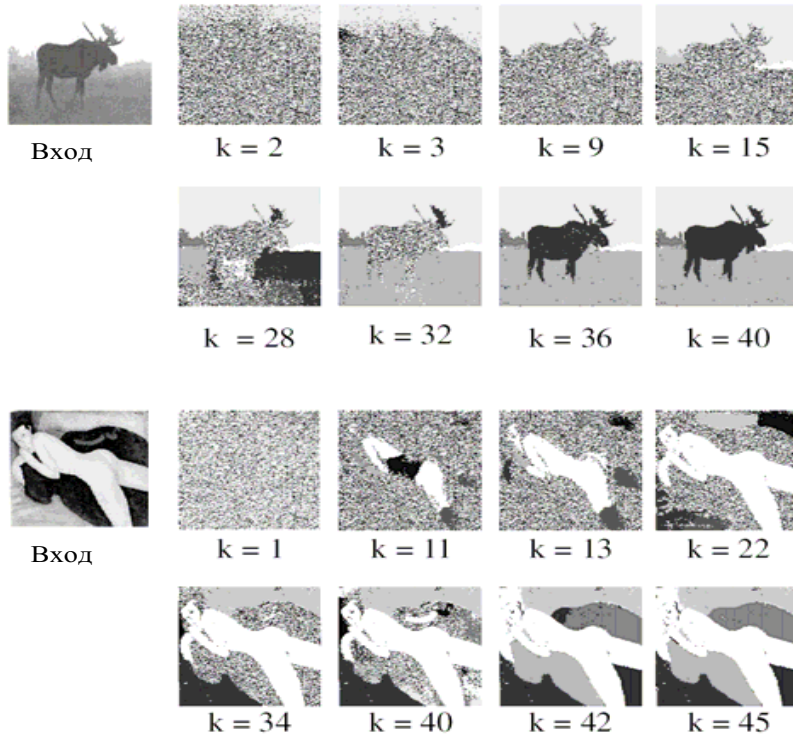 Вход
k = 2
k = 3
k = 9
k = 15
k = 28
k = 32
k = 36
k = 40
Вход
k = 1
k = 11
k = 13
k = 22
k = 34
k = 40
k = 42
k = 45